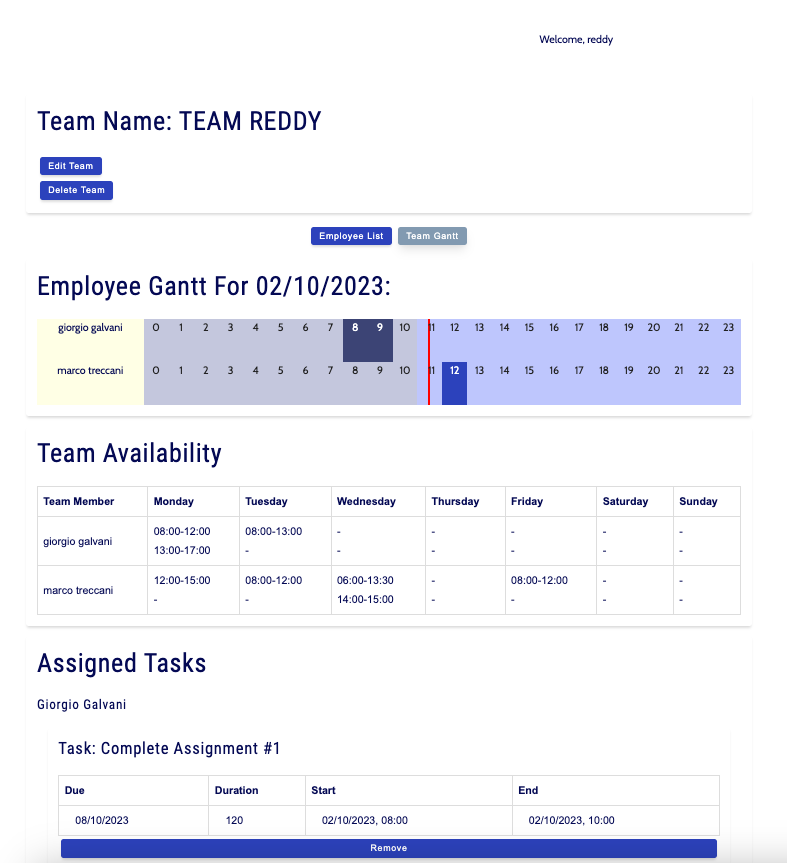 Welcome, reddy
Team Name: TEAM REDDY
Edit Team
Delete Team
Employee List Team Gantt
Employee Gantt For 02/10/2023:
giorgio galvani 0 1 2 3 4 5 6 7 8 9 10 11 12 13 14 15 16 17 18 19 20 21 22 23
marco treccani 0 1 2 3 4 5 6 7 8 9 10 11 12 13 14 15 16 17 18 19 20 21 22 23
Team Availability
Team Member Monday Tuesday Wednesday Thursday Friday Saturday Sunday
giorgio galvani 08:00-12:00 08:00-13:00 - - - - -
13:00-17:00 - - - - - -
marco treccani 12:00-15:00 08:00-12:00 06:00-13:30 - 08:00-12:00 - -
- - 14:00-15:00 - - - -
Assigned Tasks
Giorgio Galvani
Task: Complete Assignment #1
Due Duration Start End
08/10/2023 120 02/10/2023, 08:00 02/10/2023, 10:00
Remove